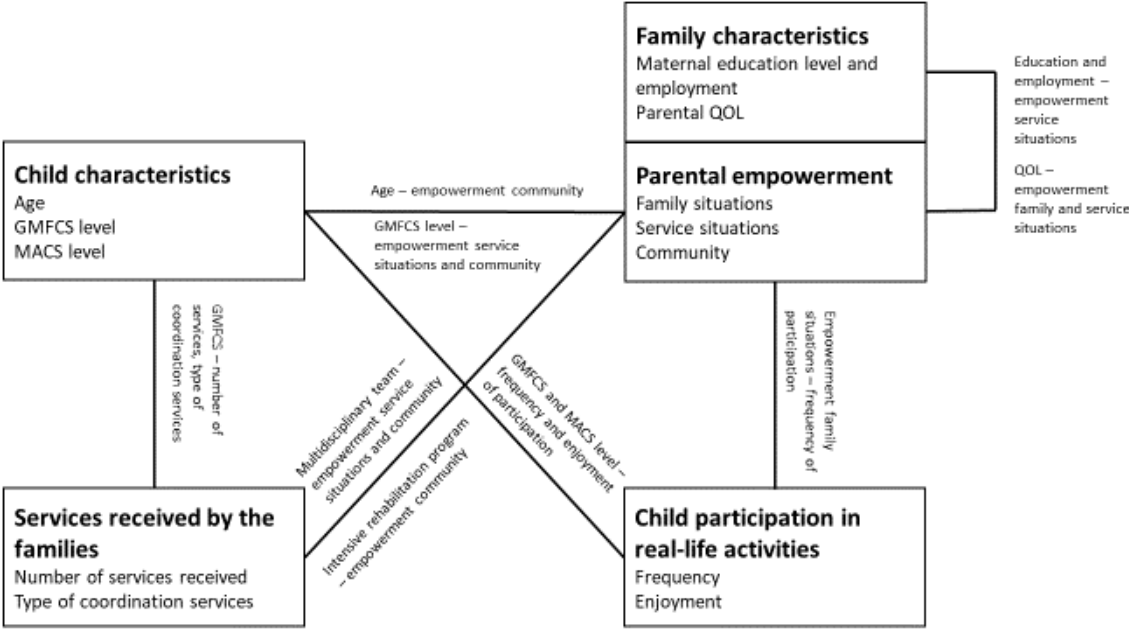 Family characteristics
Maternal education level and
employment
Parental QOL
Education and
employment –
empowerment
service
situations
QOL –
empowerment
family and service
situations
Child characteristics
Age
GMFCS level
MACS level
Age – empowerment community
GMFCS level –
empowerment service
situations and community
Parental empowerment
Family situations
Service situations
Community
GMFCS – number of
services, type of
coordination services
Multidisciplinary team –
empowerment service
situations and community
Intensive rehabilitation program
– empowerment community
GMFCS and MACS level –
frequency and enjoyment
of participation
Empowerment family
situations – frequency of
participation
Services received by the
families
Number of services received
Type of coordination services
Child participation in
real-life activities
Frequency
Enjoyment